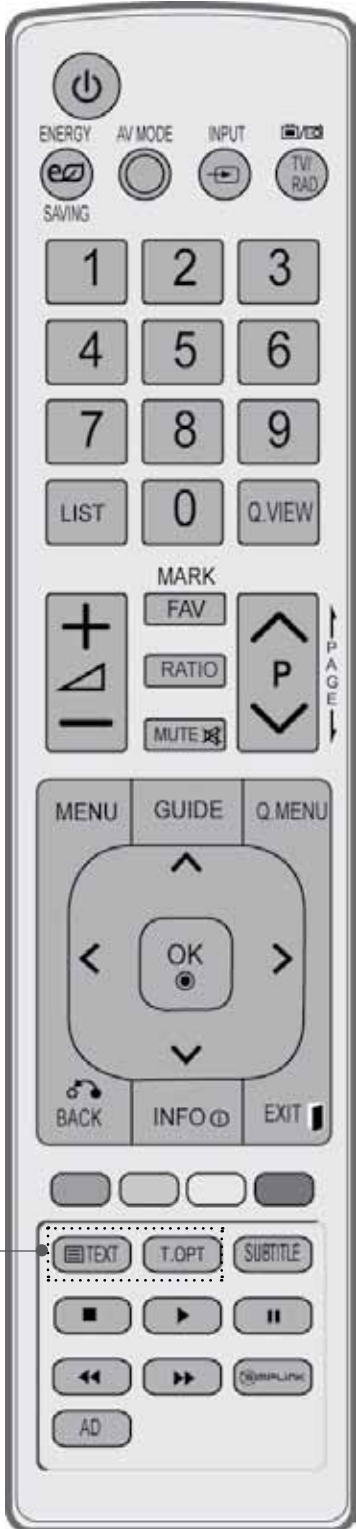 ENERGY AV MODE INPUT
TV/
RAD
SAVING
1 2 3
4 5 6
7 8 9
LIST 0 Q.VIEW
MARK
FAV
RATIO
P
PAGE
MUTE
MENU GUIDE Q.MENU
OK
BACK INFO EXIT
TEXT T.OPT SUBTITLE
SIMPLINK
AD